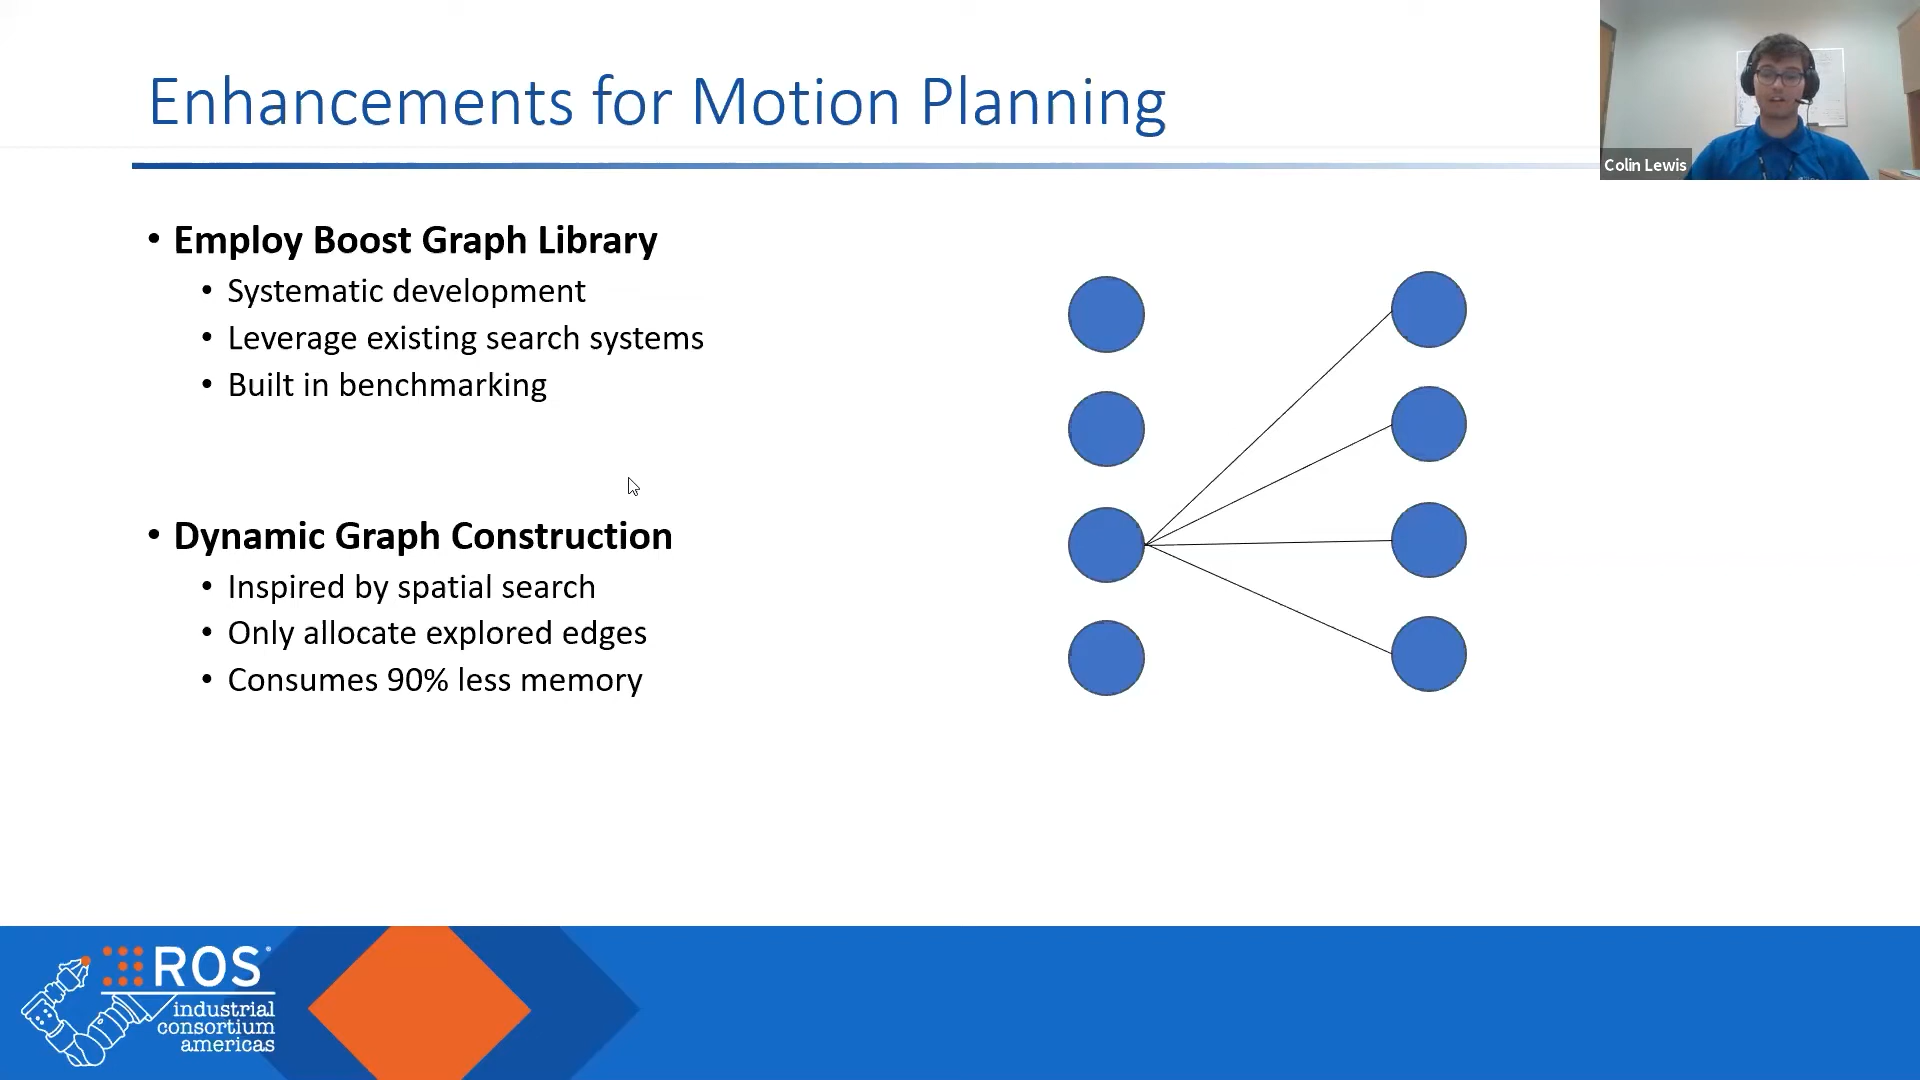 Enhancements for Motion Planning
Colin Lewis
• Employ Boost Graph Library
• Systematic development
• Leverage existing search systems
• Built in benchmarking
• Dynamic Graph Construction
• Inspired by spatial search
• Only allocate explored edges
• Consumes 90% less memory
ROS
industrial
consortium
americas